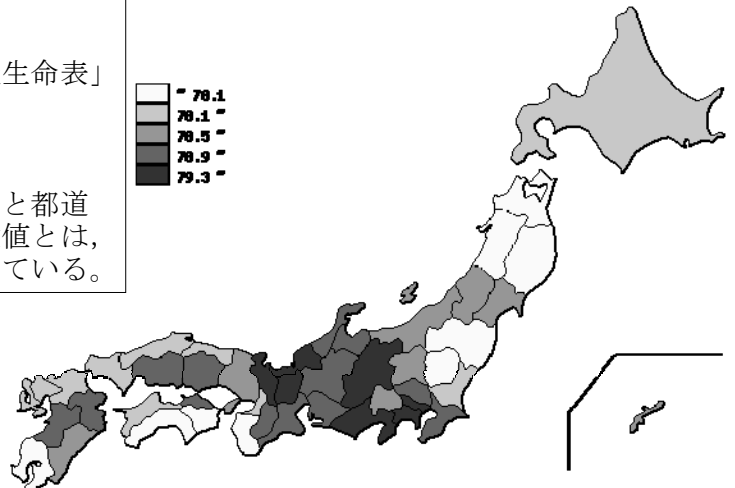 生命表」
と都道
値とは,
ている。
~ 78.1
78.1 ~
78.5 ~
78.9 ~
79.3 ~